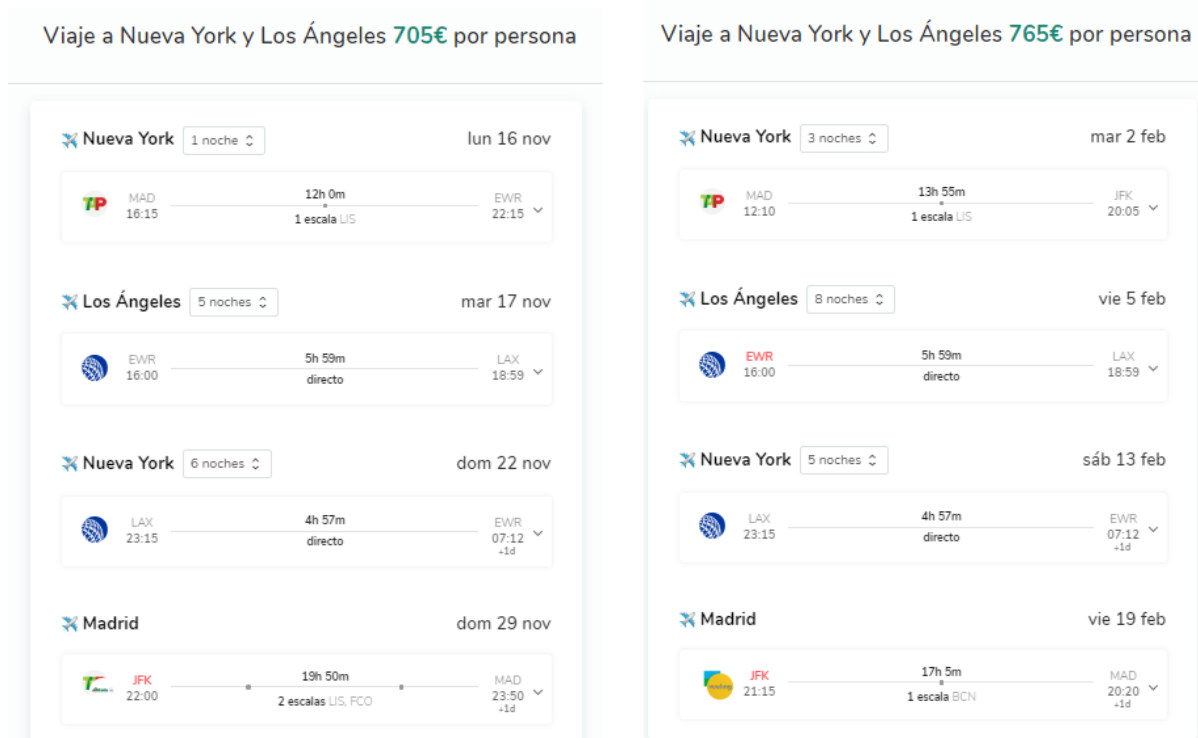 Viaje a Nueva York y Los Ángeles 705€ por persona
Nueva York 1 noche lun 16 nov
TAP MAD 12h 0m EWR
16:15 1 escala LIS 22:15
Los Ángeles 5 noches mar 17 nov
EWR 5h 59m LAX
16:00 directo 18:59
Nueva York 6 noches dom 22 nov
LAX 4h 57m EWR
23:15 directo 07:12
+1d
Madrid dom 29 nov
JFK 19h 50m MAD
22:00 2 escalas LIS, FCO 23:50
+1d
Viaje a Nueva York y Los Ángeles 765€ por persona
Nueva York 3 noches mar 2 feb
TAP MAD 13h 55m JFK
12:10 1 escala LIS 20:05
Los Ángeles 8 noches vie 5 feb
EWR 5h 59m LAX
16:00 directo 18:59
Nueva York 5 noches sáb 13 feb
LAX 4h 57m EWR
23:15 directo 07:12
+1d
Madrid vie 19 feb
vueling JFK 17h 5m MAD
21:15 1 escala BCN 20:20
+1d